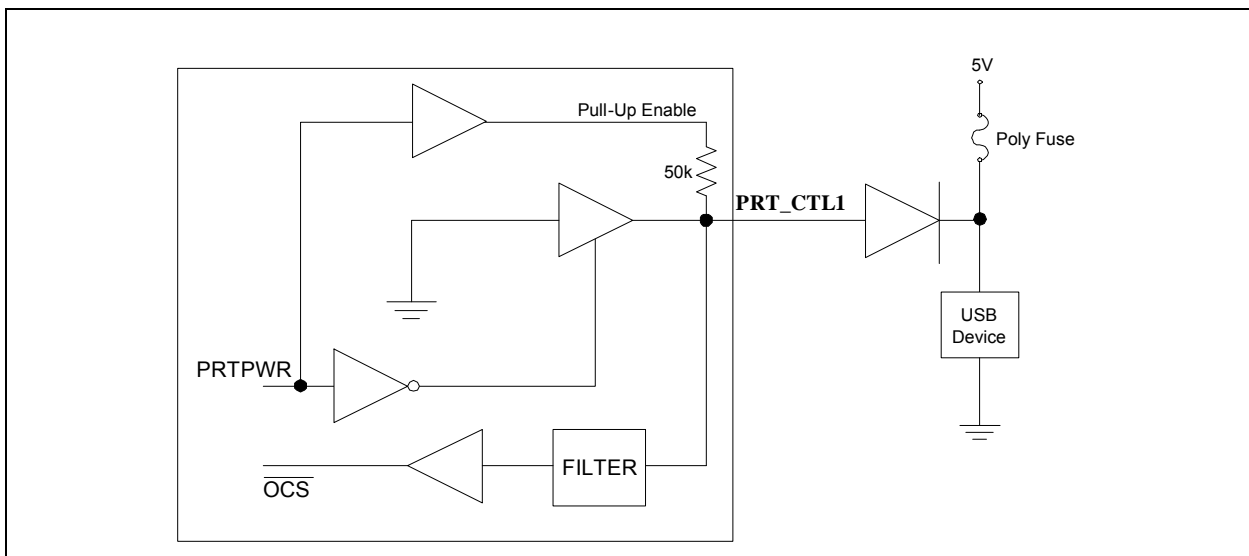 5V
Pull-Up Enable
Poly Fuse
50k
PRT_CTL1
USB
Device
PRTPWR
FILTER
OCS